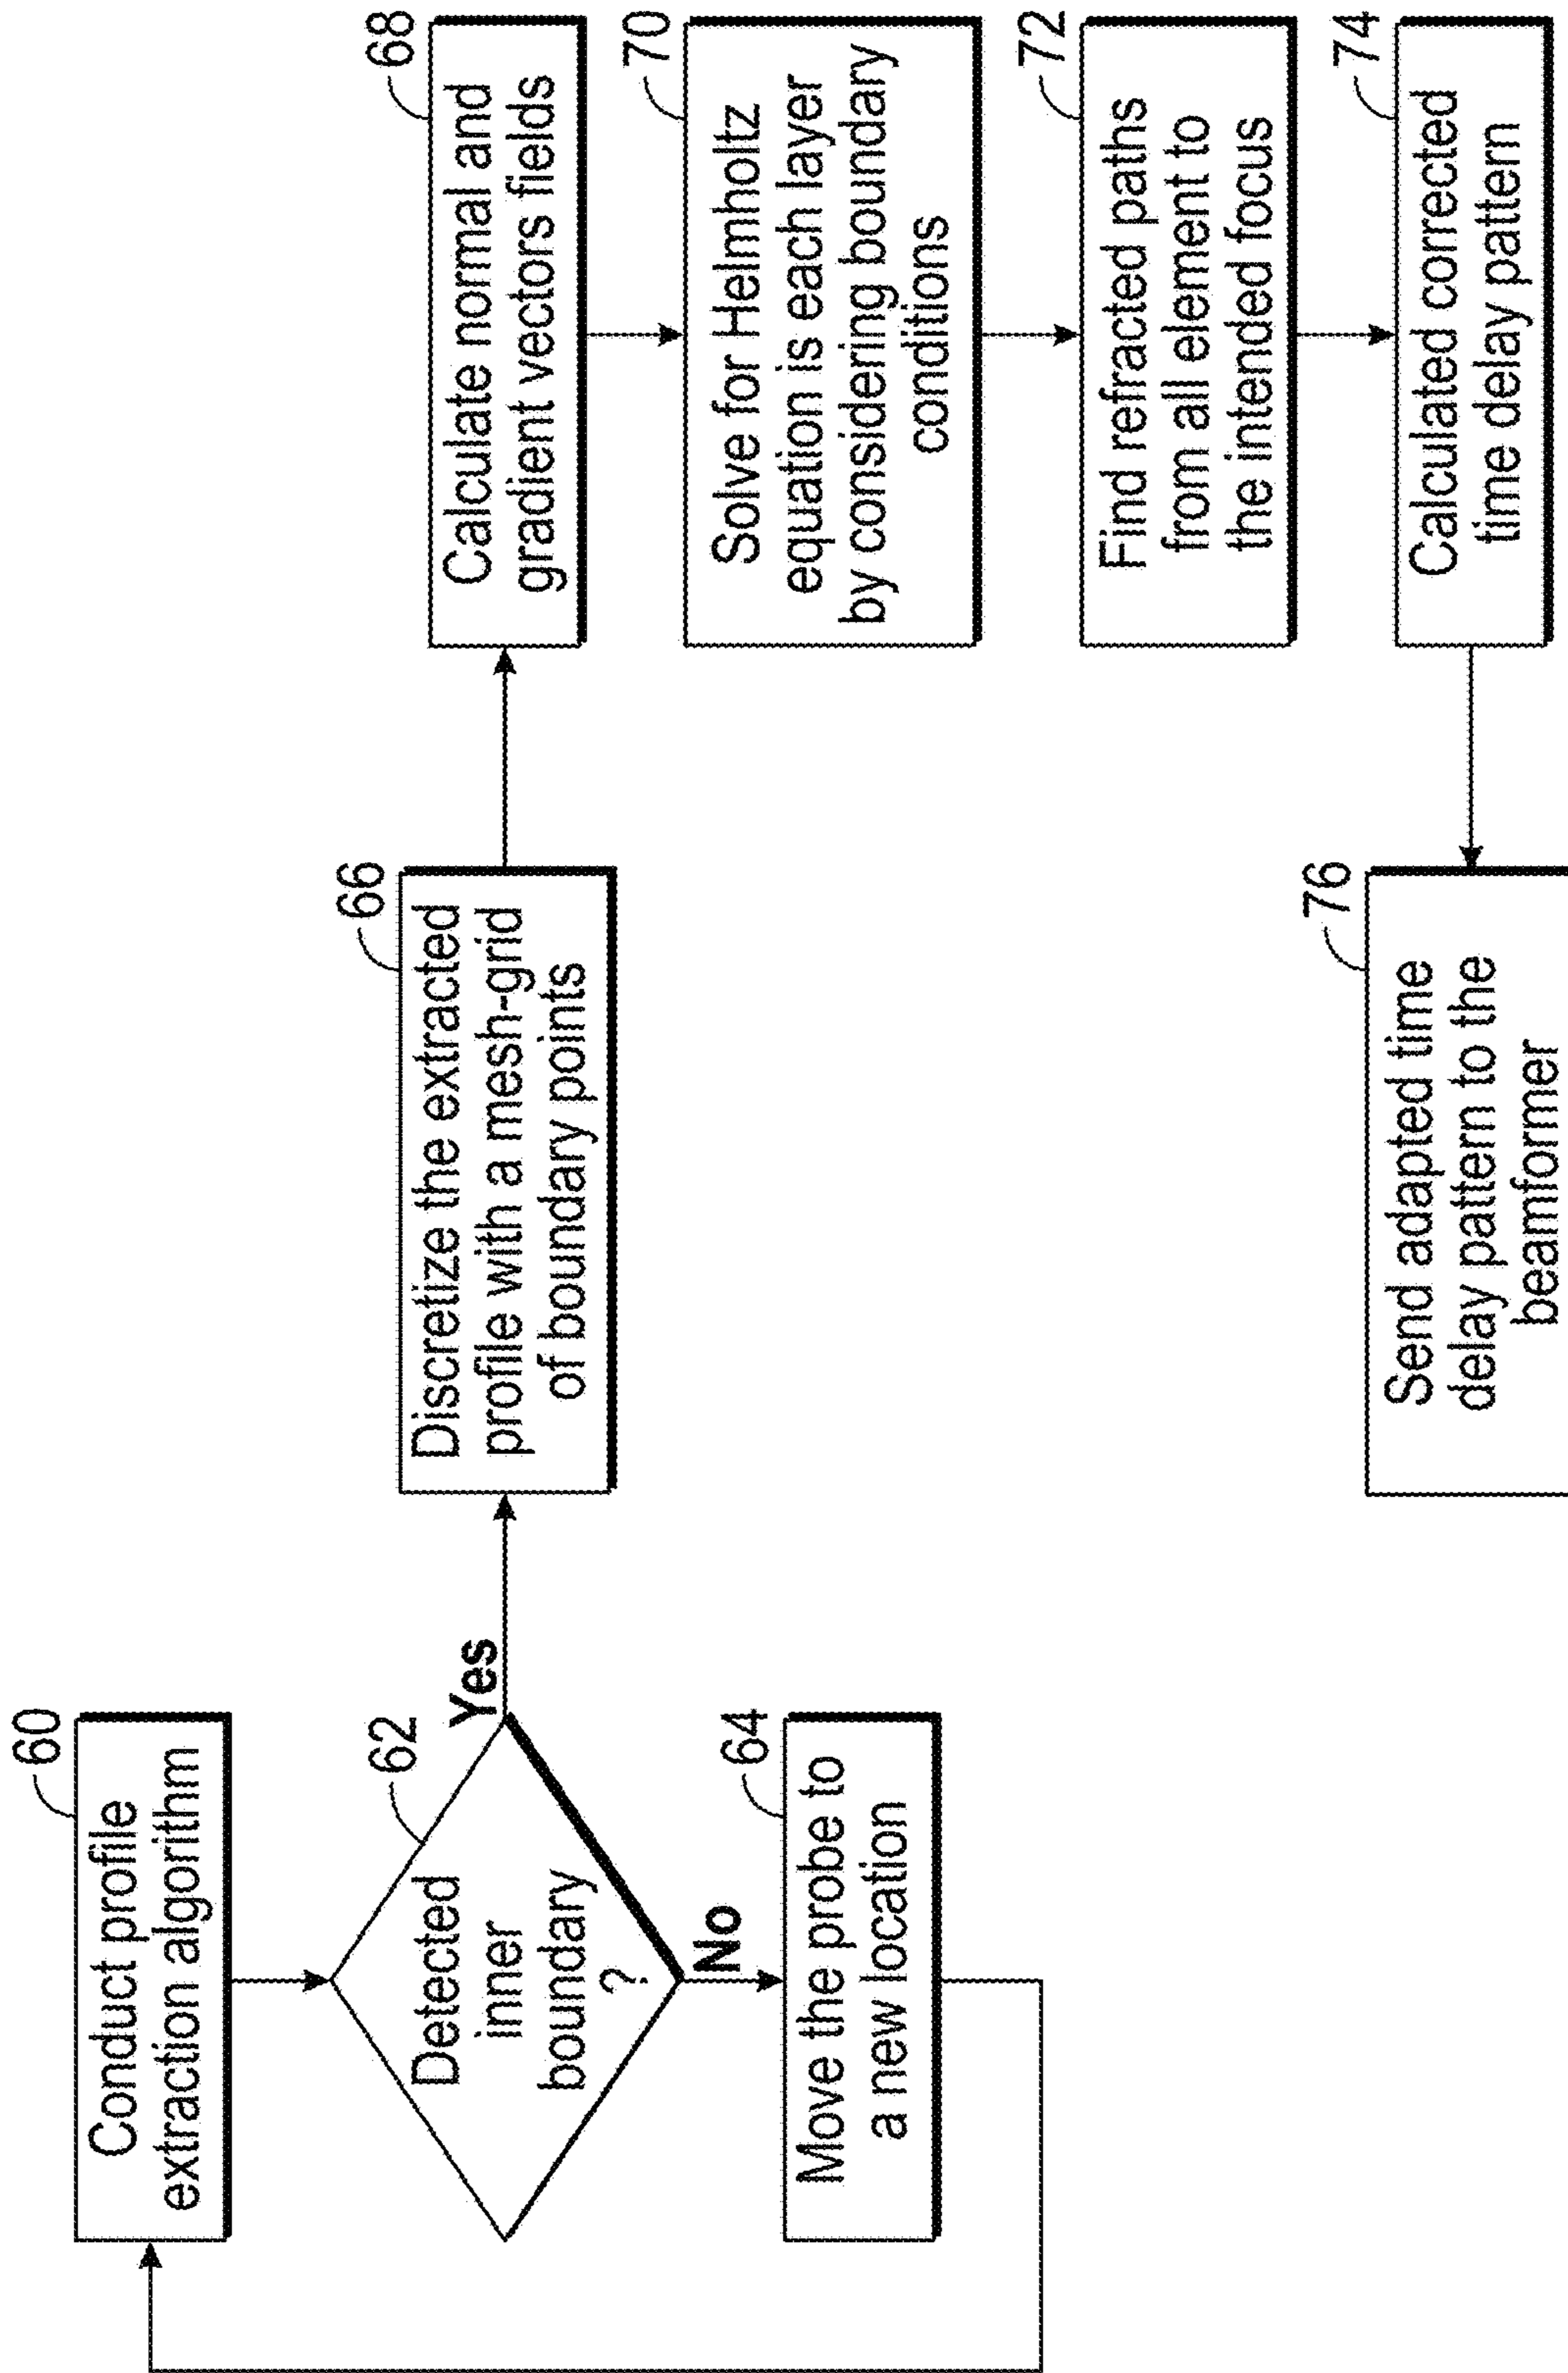 60
Conduct profile
extraction algorithm
62
Detected
inner
boundary
?
Yes
No
64
Move the probe to
a new location
66
Discretize the extracted
profile with a mesh-grid
of boundary points
68
Calculate normal and
gradient vectors fields
70
Solve for Helmholtz
equation is each layer
by considering boundary
conditions
72
Find refracted paths
from all element to
the intended focus
74
Calculated corrected
time delay pattern
76
Send adapted time
delay pattern to the
beamformer